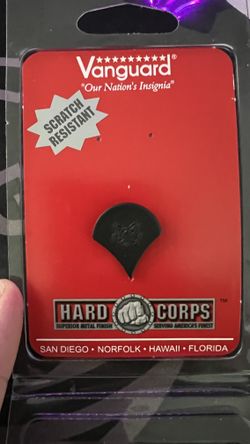 Vanguard®
"Our Nation's Insignia"
SCRATCH
RESISTANT
HARD CORPS
TM
SUPERIOR METAL FINISH SERVING AMERICA'S FINEST
SAN DIEGO • NORFOLK • HAWAII • FLORIDA